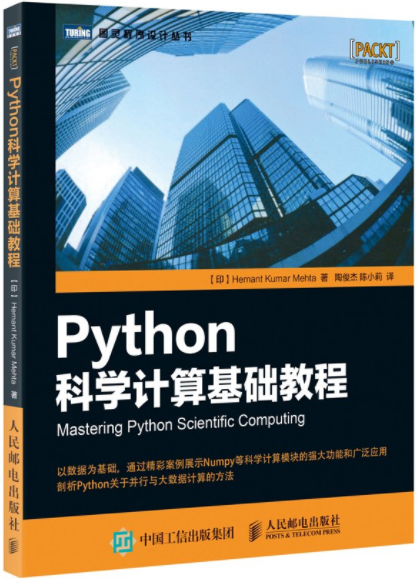 TURING 图灵程序设计丛书
[PACKT]
PUBLISHING
[PACKT]
Python科学计算基础教程
【印】Hemant Kumar Mehta 著
人民邮电出版社
【印】Hemant Kumar Mehta 著 陶俊杰 陈小莉 译
Python
科学计算基础教程
Mastering Python Scientific Computing
以数据为基础，通过精彩案例展示Numpy等科学计算模块的强大功能和广泛应用
剖析Python关于并行与大数据计算的方法
中国工信出版集团
人民邮电出版社
POSTS & TELECOM PRESS